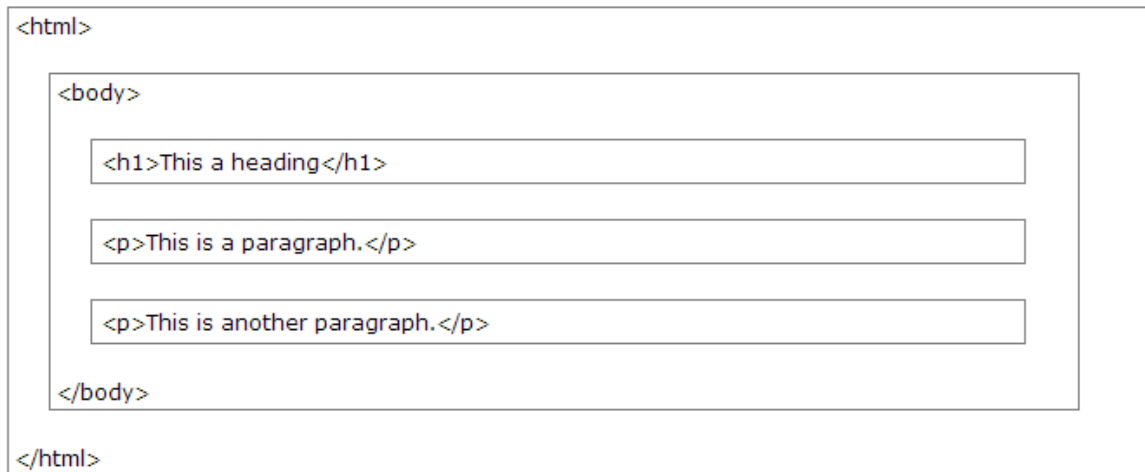 <html>
<body>
<h1>This a heading</h1>
<p>This is a paragraph.</p>
<p>This is another paragraph.</p>
</body>
</html>